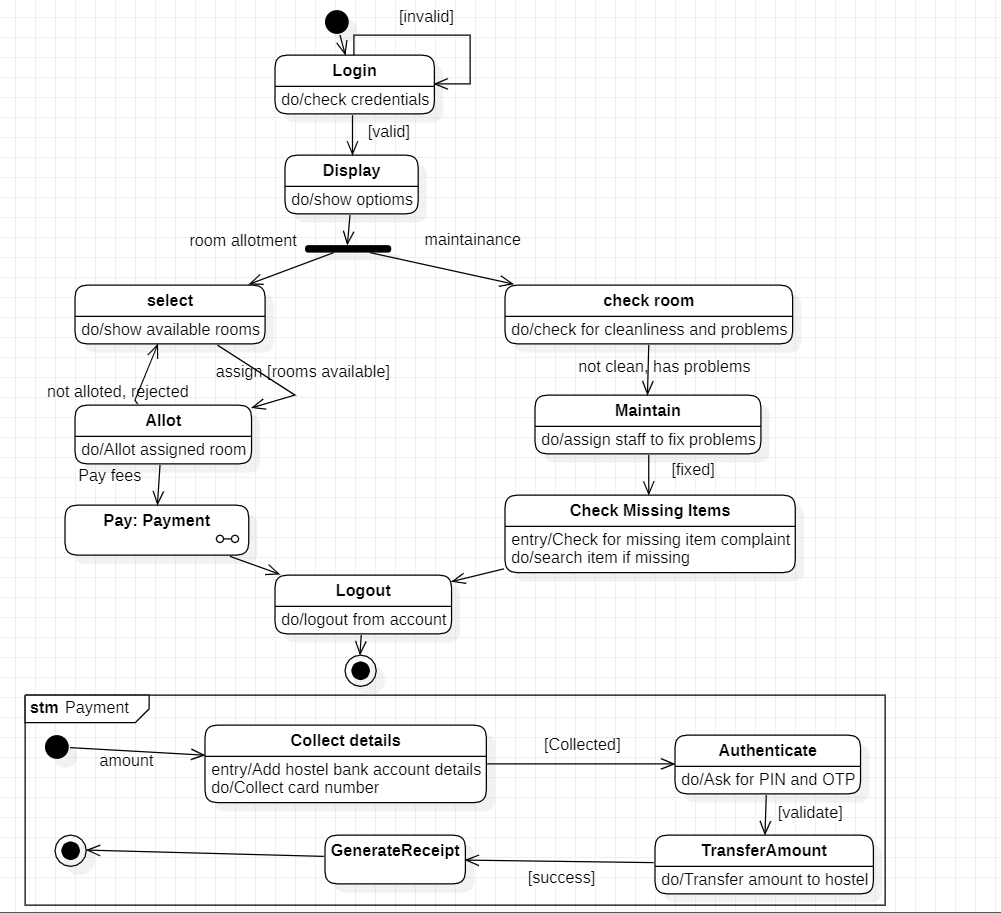 [invalid]
Login
do/check credentials
[valid]
Display
do/show optioms
room allotment
maintainance
select
do/show available rooms
check room
do/check for cleanliness and problems
assign [rooms available]
not alloted, rejected
not clean, has problems
Allot
do/Allot assigned room
Maintain
do/assign staff to fix problems
Pay fees
[fixed]
Pay: Payment
Check Missing Items
entry/Check for missing item complaint
do/search item if missing
Logout
do/logout from account
stm Payment
amount
Collect details
entry/Add hostel bank account details
do/Collect card number
[Collected]
Authenticate
do/Ask for PIN and OTP
[validate]
TransferAmount
do/Transfer amount to hostel
[success]
GenerateReceipt